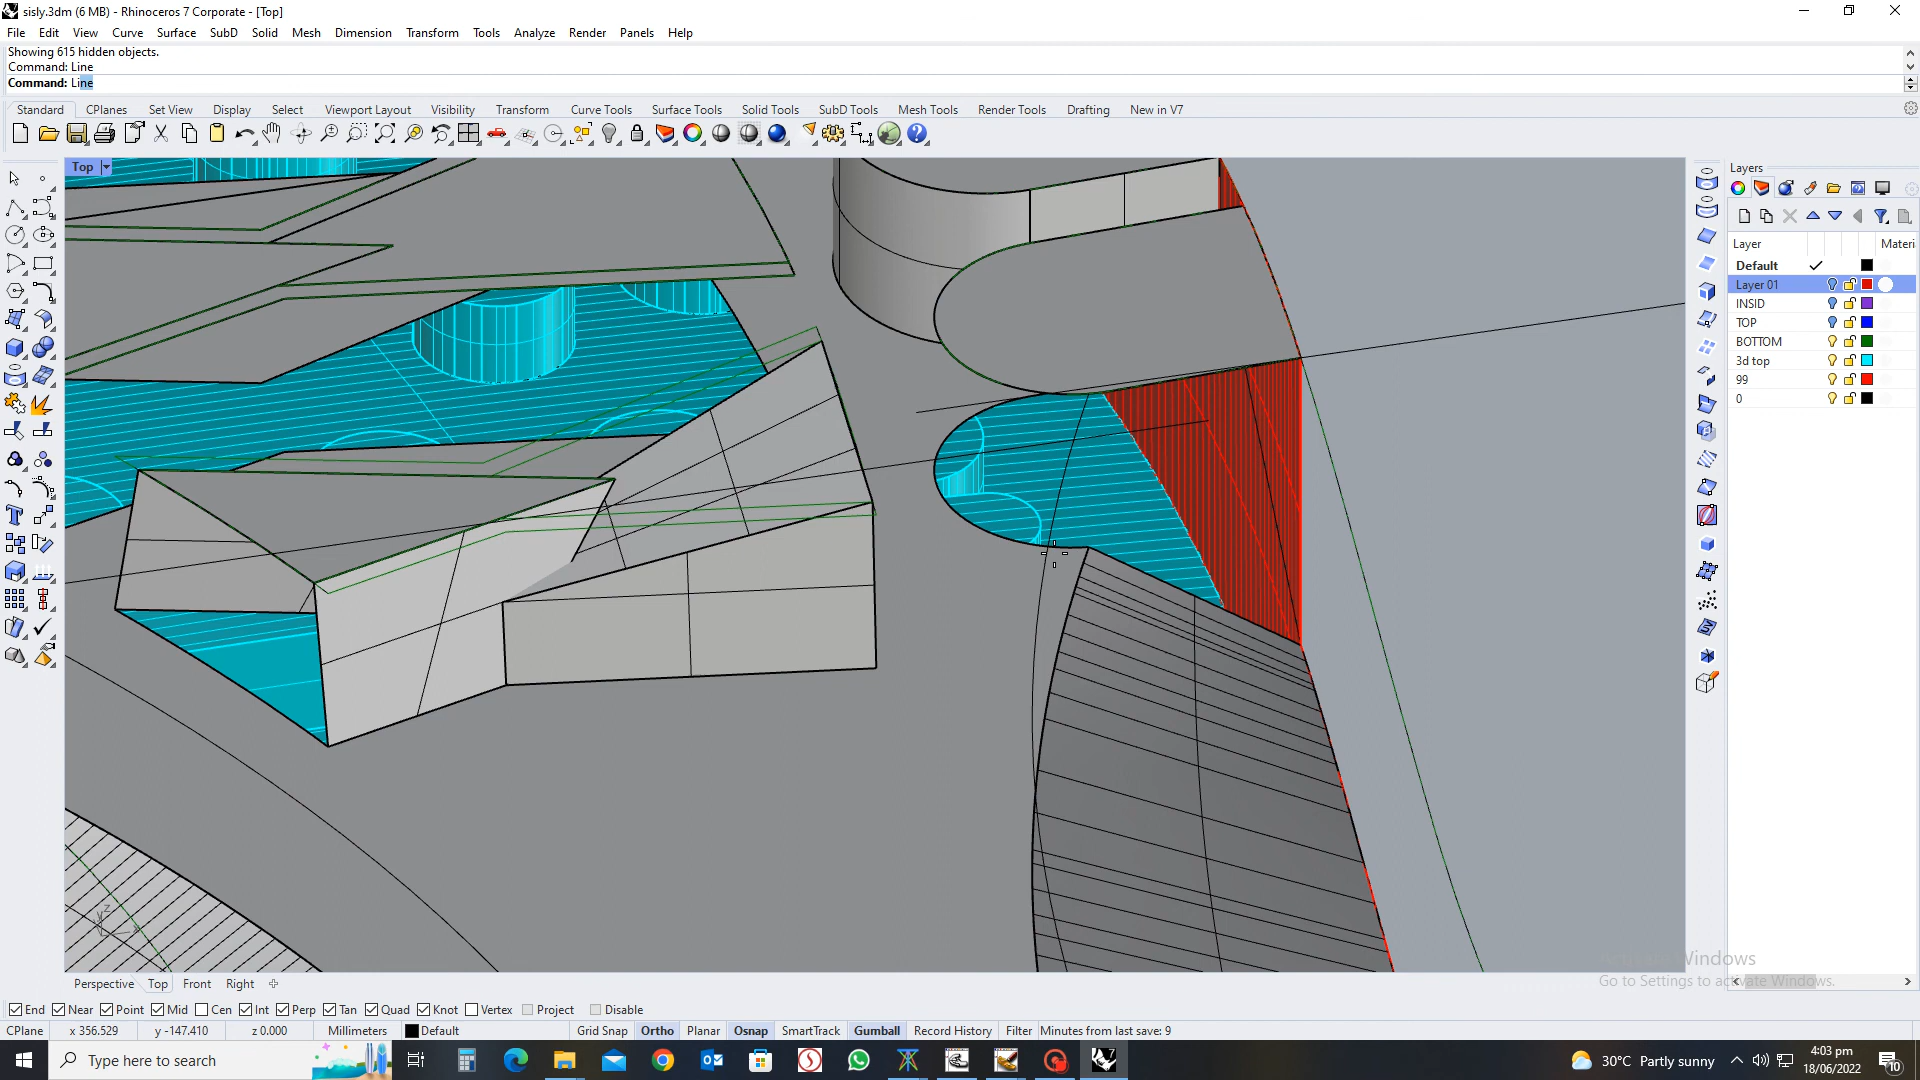 sisly.3dm (6 MB) - Rhinoceros 7 Corporate - [Top]
File Edit View Curve Surface SubD Solid Mesh Dimension Transform Tools Analyze Render Panels Help
Showing 615 hidden objects.
Command: Line
Command: Line
Standard CPlanes Set View Display Select Viewport Layout Visibility Transform Curve Tools Surface Tools Solid Tools SubD Tools Mesh Tools Render Tools Drafting New in V7
Top
Layers
Layer Materi
Default
Layer 01
INSID
TOP
BOTTOM
3d top
99
0
z
y
x
Activate Windows
Go to Settings to activate Windows.
Perspective Top Front Right
End Near Point Mid Cen Int Perp Tan Quad Knot Vertex Project Disable
CPlane x 356.529 y -147.410 z 0.000 Millimeters Default Grid Snap Ortho Planar Osnap SmartTrack Gumball Record History Filter Minutes from last save: 9
Type here to search
30°C Partly sunny
4:03 pm
18/06/2022
10